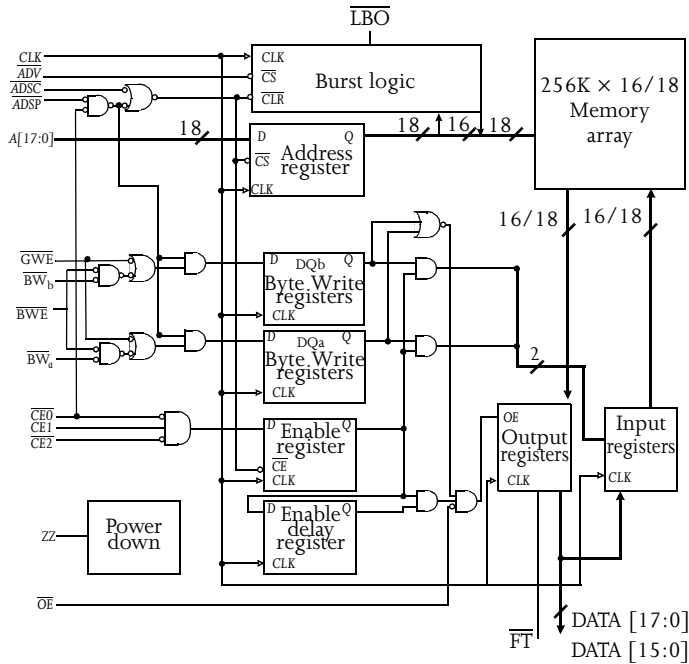 LBO
CLK
ADV
ADSC
ADSP
A[17:0]
18
CLK
CS
CLR
Burst logic
256K × 16/18
Memory
array
D Q
Address
register
CS
CLK
18 16 18
16/18 16/18
GWE
BWb
BWE
BWa
D DQb Q
Byte Write
registers
CLK
D DQa Q
Byte Write
registers
CLK
2
CE0
CE1
CE2
D Q
Enable
register
CE
CLK
OE
Output
registers
CLK
Input
registers
CLK
D Q
Enable
delay
register
CLK
ZZ
Power
down
OE
FT
DATA [17:0]
DATA [15:0]